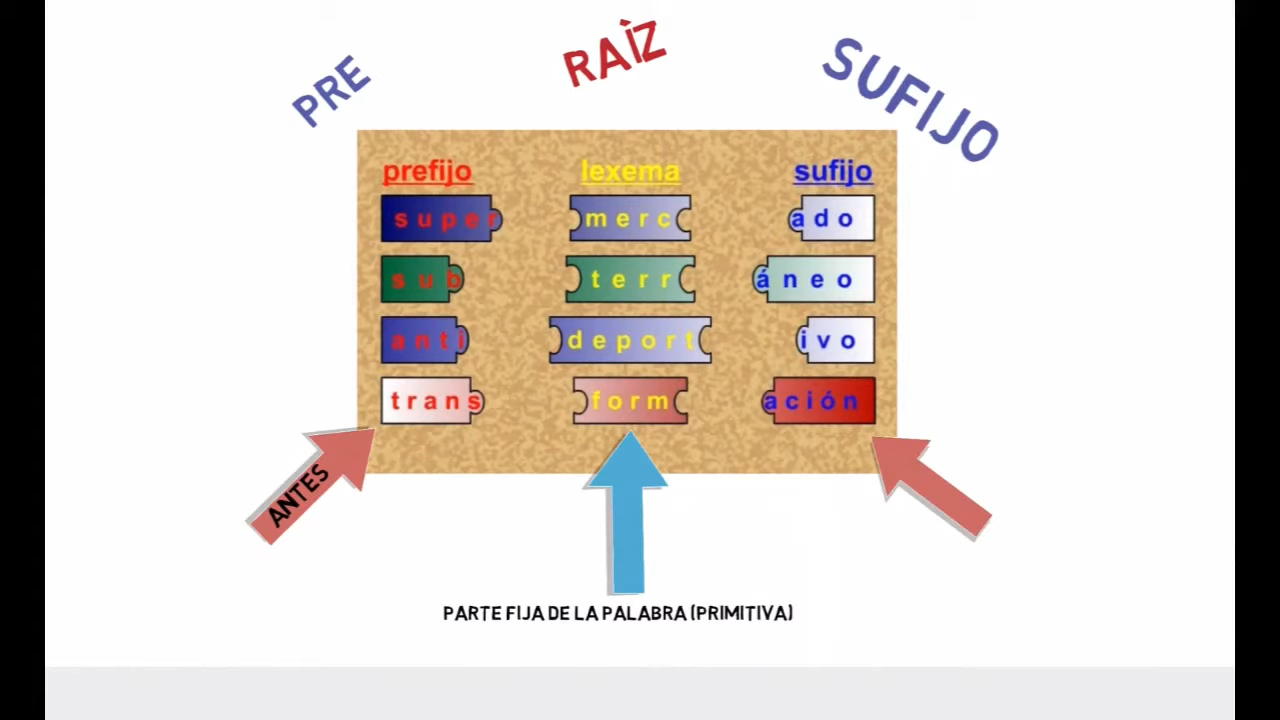 PRE
RAÍZ
SUFIJO
prefijo lexema sufijo
super merc ado
sub terr áneo
anti deport ivo
trans form ación
ANTES
PARTE FIJA DE LA PALABRA (PRIMITIVA)